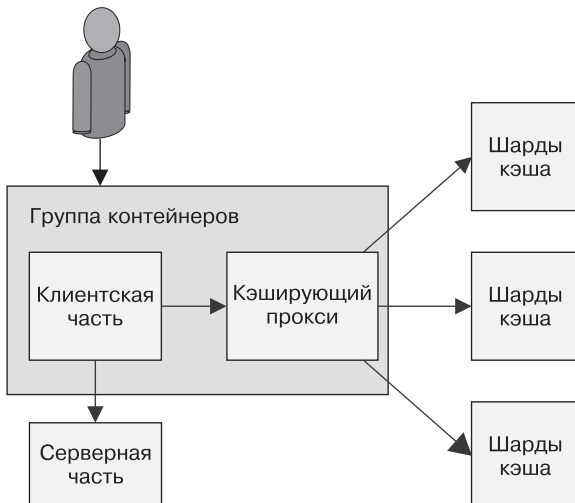 Группа контейнеров
Клиентская
часть
Кэширующий
прокси
Серверная
часть
Шарды
кэша
Шарды
кэша
Шарды
кэша